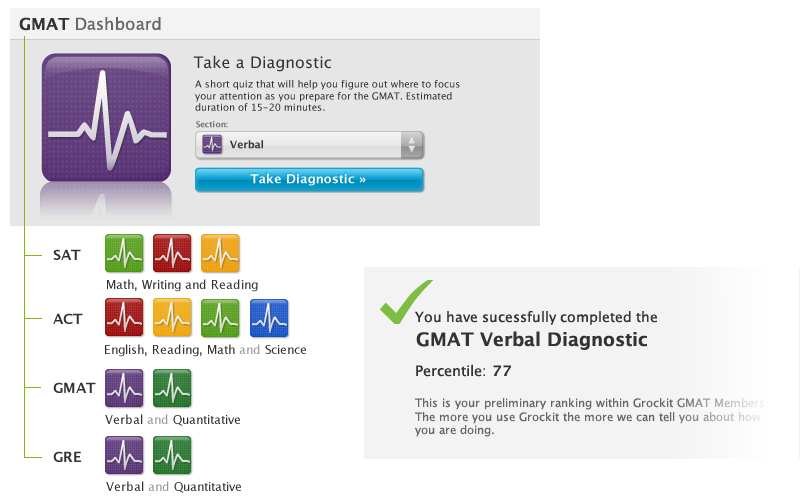 GMAT Dashboard
Take a Diagnostic
A short quiz that will help you figure out where to focus
your attention as you prepare for the GMAT. Estimated
duration of 15-20 minutes.
Section:
Verbal
Take Diagnostic »
SAT
Math, Writing and Reading
ACT
English, Reading, Math and Science
GMAT
Verbal and Quantitative
GRE
Verbal and Quantitative
You have sucessfully completed the
GMAT Verbal Diagnostic
Percentile: 77
This is your preliminary ranking within Grockit GMAT Members
The more you use Grockit the more we can tell you about how
you are doing.